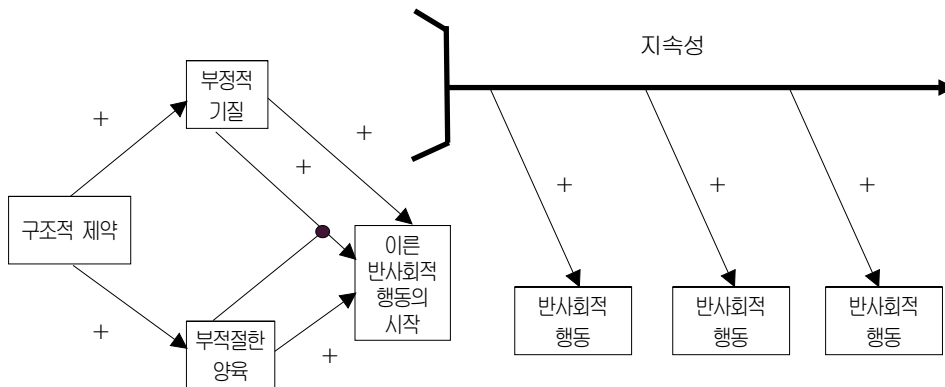 지속성
부정적
기질
+
+
+
구조적 제약
이른
반사회적
행동의
시작
+
+
부적절한
양육
+
+
+
반사회적
행동
반사회적
행동
반사회적
행동